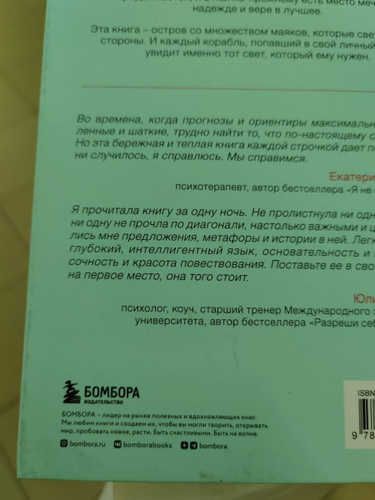 надежде и вере в лучшее.
Эта книга – остров со множеством маяков, которые све
стороны. И каждый корабль, попавший в свой личный
увидит именно тот свет, который ему нужен.
Во времена, когда прогнозы и ориентиры максималь
ленные и шаткие, трудно найти то, что по-настоящему с
Но эта бережная и теплая книга каждой строчкой дает п
ни случилось, я справлюсь. Мы справимся.
Екатери
психотерапевт, автор бестселлера «Я не
Я прочитала книгу за одну ночь. Не пролистнула ни одн
ни одну не прочла по диагонали, настолько важными и ц
лись мне предложения, метафоры и истории в ней. Лег
глубокий, интеллигентный язык, основательность и
сочность и красота повествования. Поставьте ее в сво
на первое место, она того стоит.
Юли
психолог, коуч, старший тренер Международного
университета, автор бестселлера «Разреши себ
БОМБОРА
ИЗДАТЕЛЬСТВО
БОМБОРА – лидер на рынке полезных и вдохновляющих книг.
Мы любим книги и создаем их, чтобы вы могли творить, открывать
мир, пробовать новое, расти. Быть счастливыми. Быть на волне.
bombora.ru bomborabooks bombora
ISBN
9 78